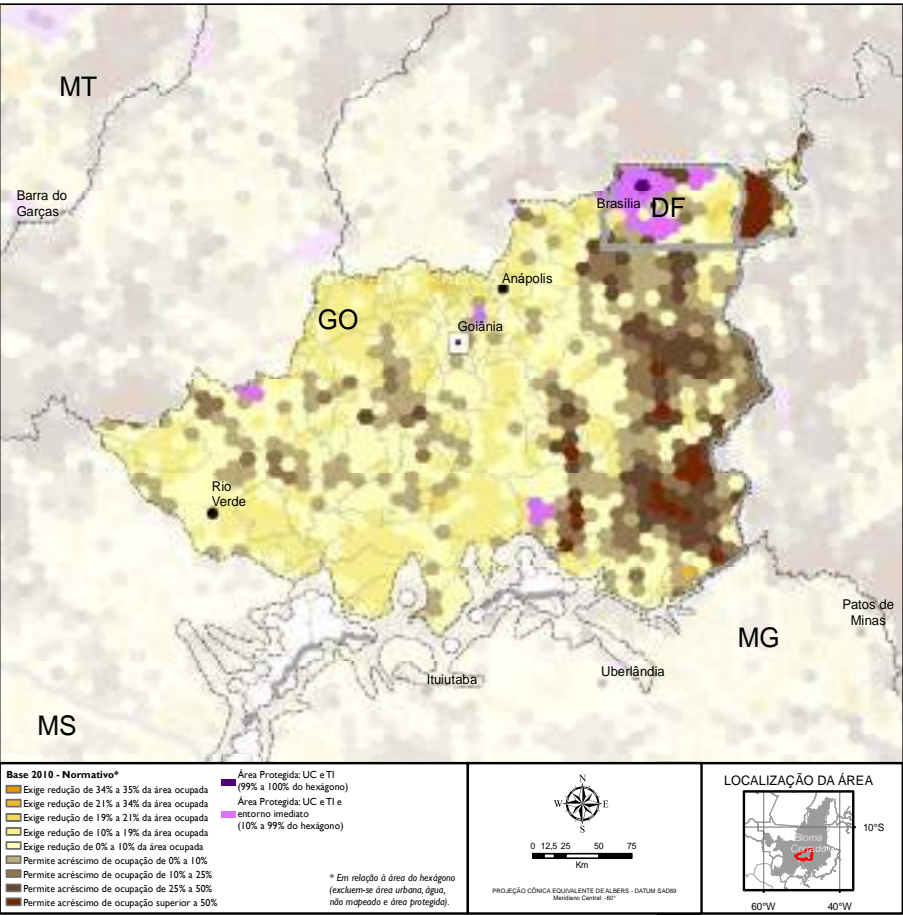 MT
Barra do
Garças
Brasília
DF
Anápolis
GO
Goiânia
Rio
Verde
Patos de
Minas
MG
Uberlândia
Ituiutaba
MS
Base 2010 - Normativo*
Exige redução de 34% a 35% da área ocupada
Exige redução de 21% a 34% da área ocupada
Exige redução de 19% a 21% da área ocupada
Exige redução de 10% a 19% da área ocupada
Exige redução de 0% a 10% da área ocupada
Permite acréscimo de ocupação de 0% a 10%
Permite acréscimo de ocupação de 10% a 25%
Permite acréscimo de ocupação de 25% a 50%
Permite acréscimo de ocupação superior a 50%
Área Protegida: UC e TI
(99% a 100% do hexágono)
Área Protegida: UC e TI e
entorno imediato
(10% a 99% do hexágono)
* Em relação à área do hexágono
(excluem-se área urbana, água,
não mapeado e área protegida).
N
W E
S
0 12,5 25 50 75
Km
PROJEÇÃO CÔNICA EQUIVALENTE DE ALBERS - DATUM SAD69
Meridiano Central: -60°
LOCALIZAÇÃO DA ÁREA
Bioma
Cerrado
10°S
60°W 40°W